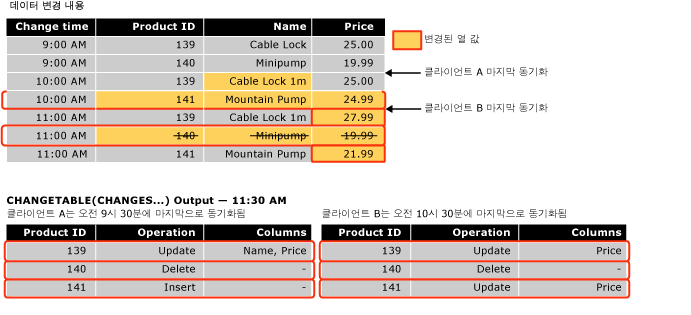 데이터 변경 내용
Change time Product ID Name Price
9:00 AM 139 Cable Lock 25.00
변경된 열 값
9:00 AM 140 Minipump 19.99
클라이언트 A 마지막 동기화
10:00 AM 139 Cable Lock 1m 25.00
10:00 AM 141 Mountain Pump 24.99
클라이언트 B 마지막 동기화
11:00 AM 139 Cable Lock 1m 27.99
11:00 AM 140 Minipump 19.99
11:00 AM 141 Mountain Pump 21.99
CHANGETABLE(CHANGES...) Output — 11:30 AM
클라이언트 A는 오전 9시 30분에 마지막으로 동기화됨
Product ID Operation Columns
139 Update Name, Price
140 Delete -
141 Insert -
클라이언트 B는 오전 10시 30분에 마지막으로 동기화됨
Product ID Operation Columns
139 Update Price
140 Delete -
141 Update Price